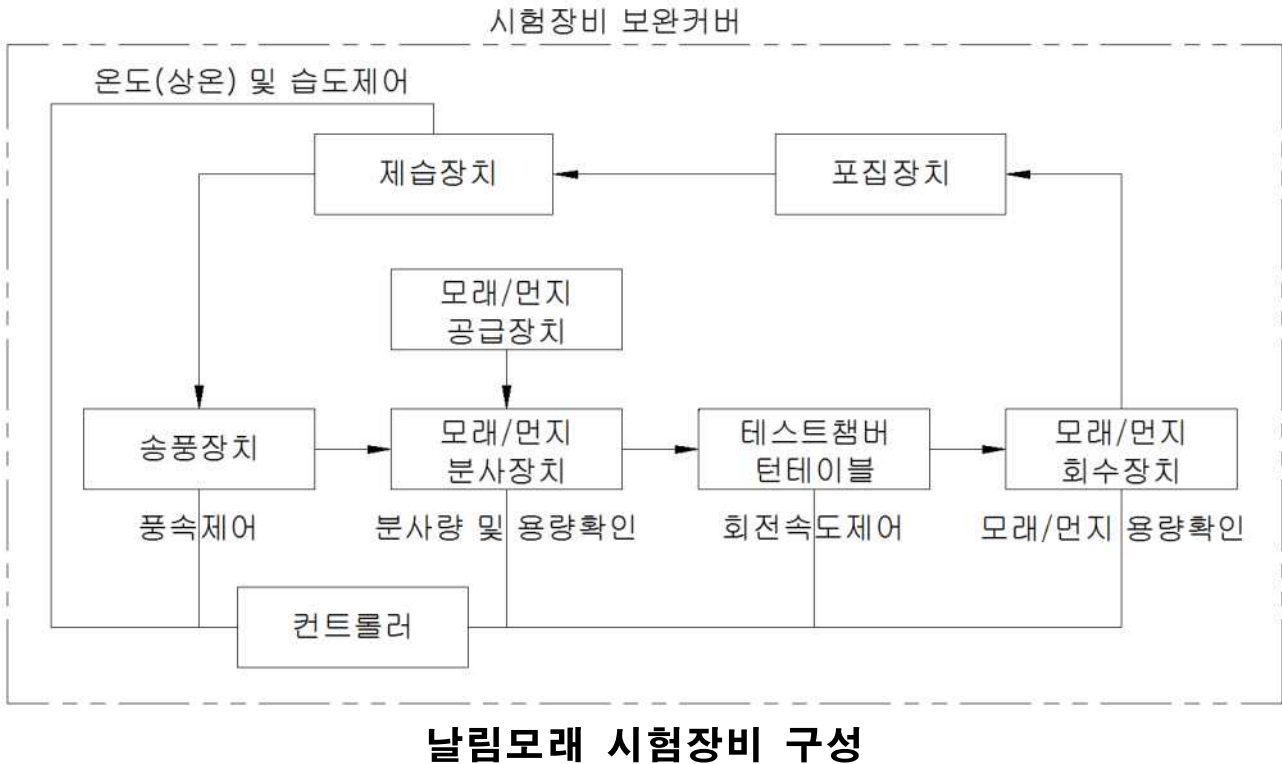 시험장비 보완커버
온도(상온) 및 습도제어
제습장치
포집장치
모래/먼지
공급장치
송풍장치
모래/먼지
분사장치
테스트챔버
턴테이블
모래/먼지
회수장치
풍속제어
분사량 및 용량확인
회전속도제어
모래/먼지 용량확인
컨트롤러
날림모래 시험장비 구성